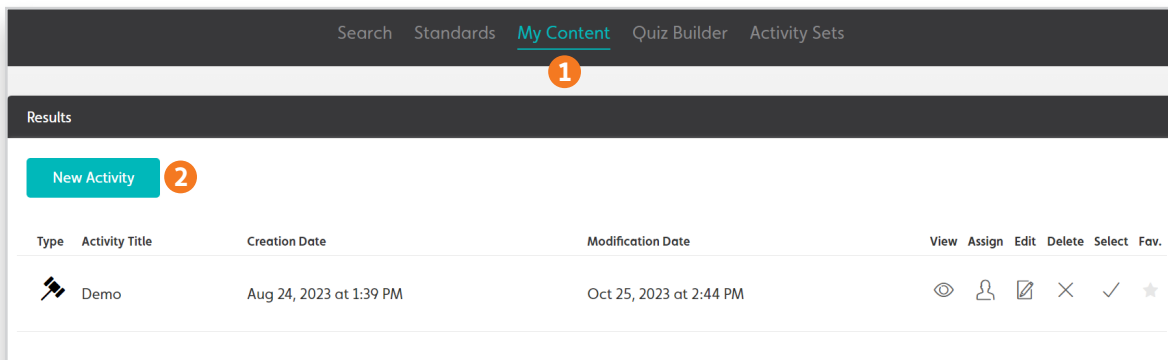 Search Standards My Content Quiz Builder Activity Sets
1
Results
New Activity 2
Type Activity Title Creation Date Modification Date View Assign Edit Delete Select Fav.
Demo Aug 24, 2023 at 1:39 PM Oct 25, 2023 at 2:44 PM